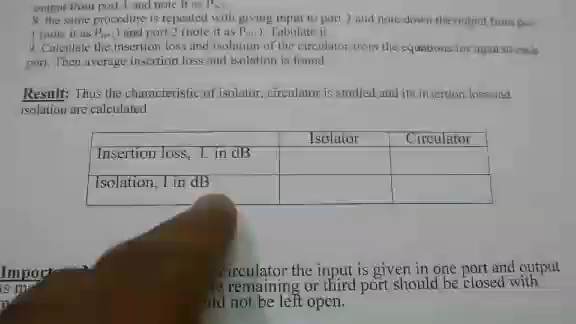 output from port 1 and note it as
8. the same procedure is repeated with giving input to port 3 and note down the output from
1 (note it as and port 2 (note it as Tabulate it.
9. Calculate the insertion loss and isolation of the circulator from the equations for input to each
port. Then average insertion loss and isolation is found
Result: Thus the characteristic of isolator, circulator is studied and its insertion loss and
isolation are calculated
Isolator Circulator
Insertion loss, L in dB
Isolation, I in dB
circulator the input is given in one port and output
remaining or third port should be closed with
not be left open.